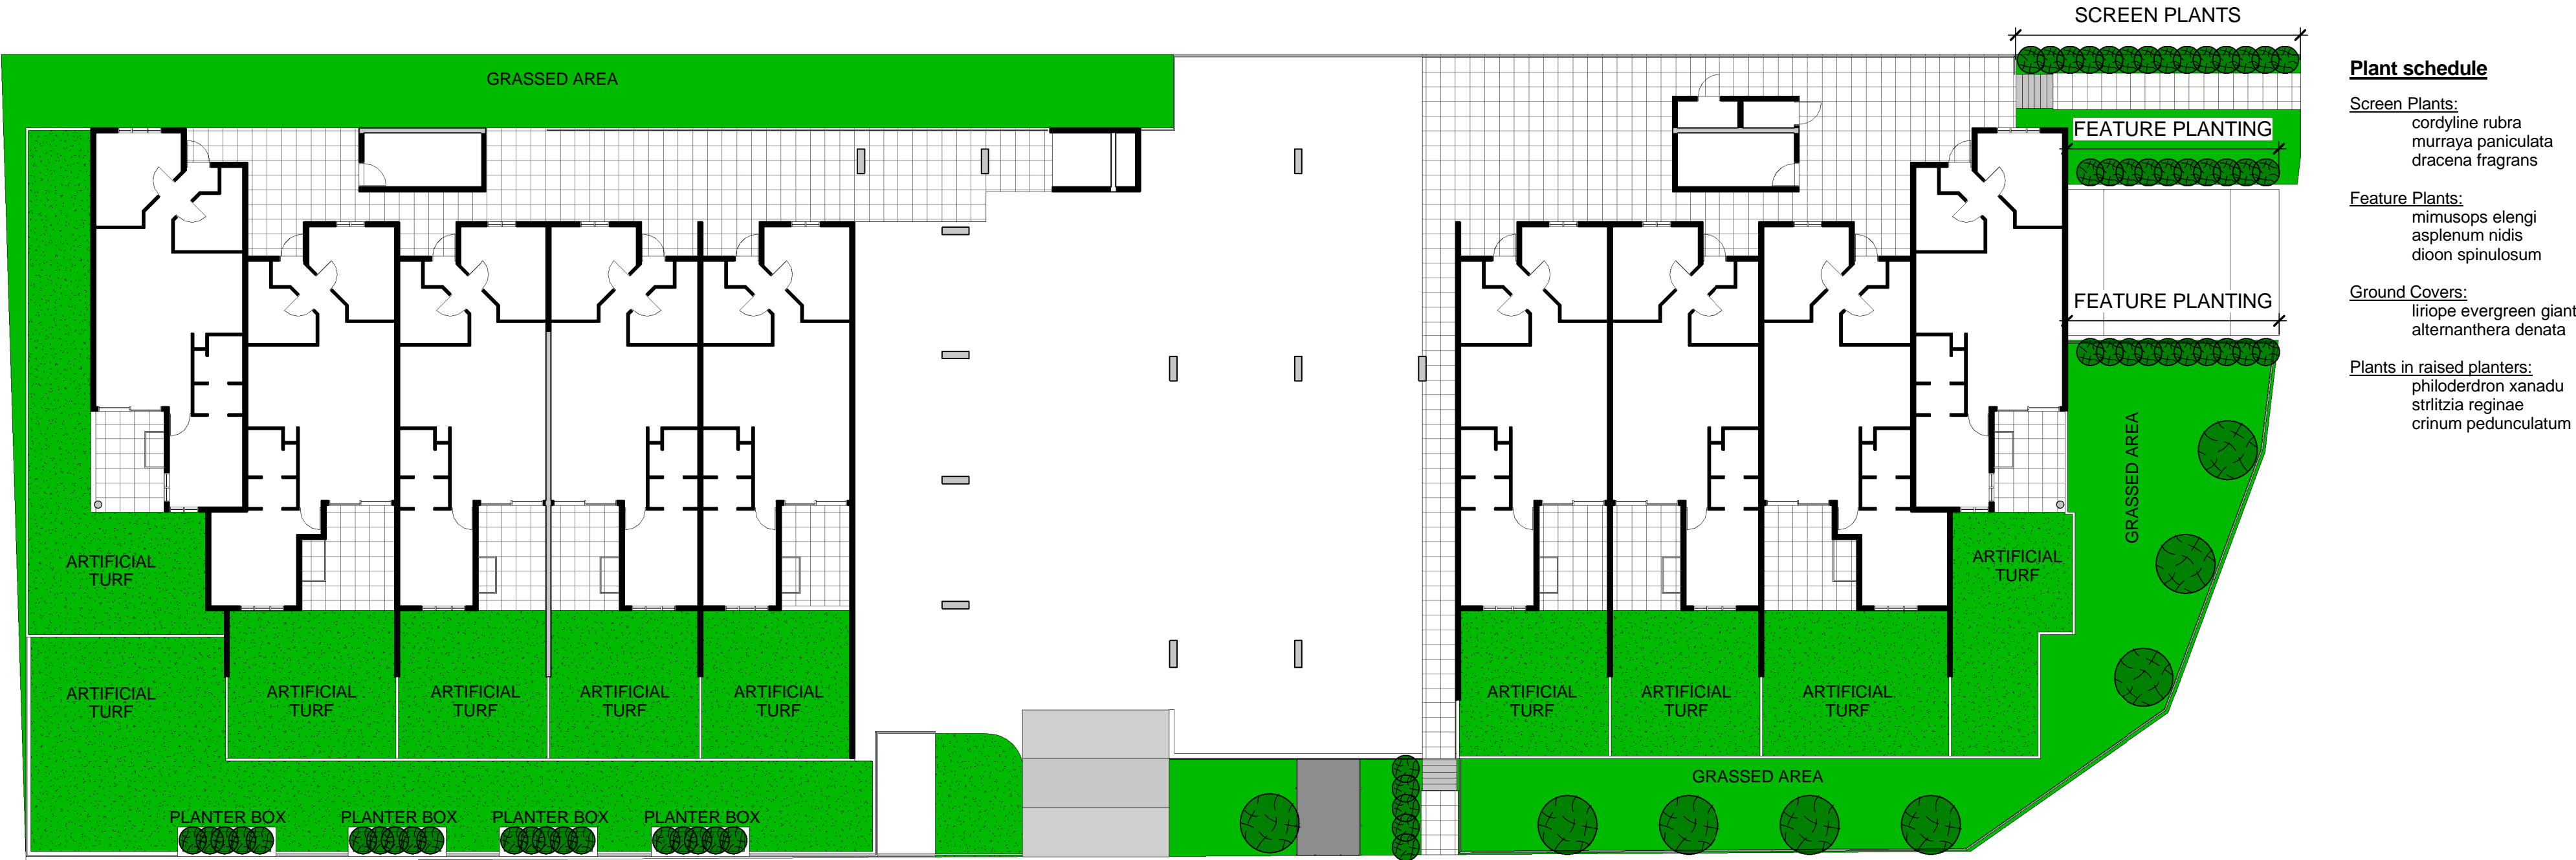 SCREEN PLANTS
GRASSED AREA
FEATURE PLANTING
FEATURE PLANTING
GRASSED AREA
ARTIFICIAL
TURF
ARTIFICIAL
TURF
ARTIFICIAL
TURF
ARTIFICIAL
TURF
ARTIFICIAL
TURF
ARTIFICIAL
TURF
ARTIFICIAL
TURF
ARTIFICIAL
TURF
ARTIFICIAL
TURF
ARTIFICIAL
TURF
GRASSED AREA
PLANTER BOX
PLANTER BOX
PLANTER BOX
PLANTER BOX
Plant schedule
Screen Plants:
cordyline rubra
murraya paniculata
dracena fragrans
Feature Plants:
mimusops elengi
asplenum nidis
dioon spinulosum
Ground Covers:
liriope evergreen giant
alternanthera denata
Plants in raised planters:
philoderdron xanadu
strlitzia reginae
crinum pedunculatum